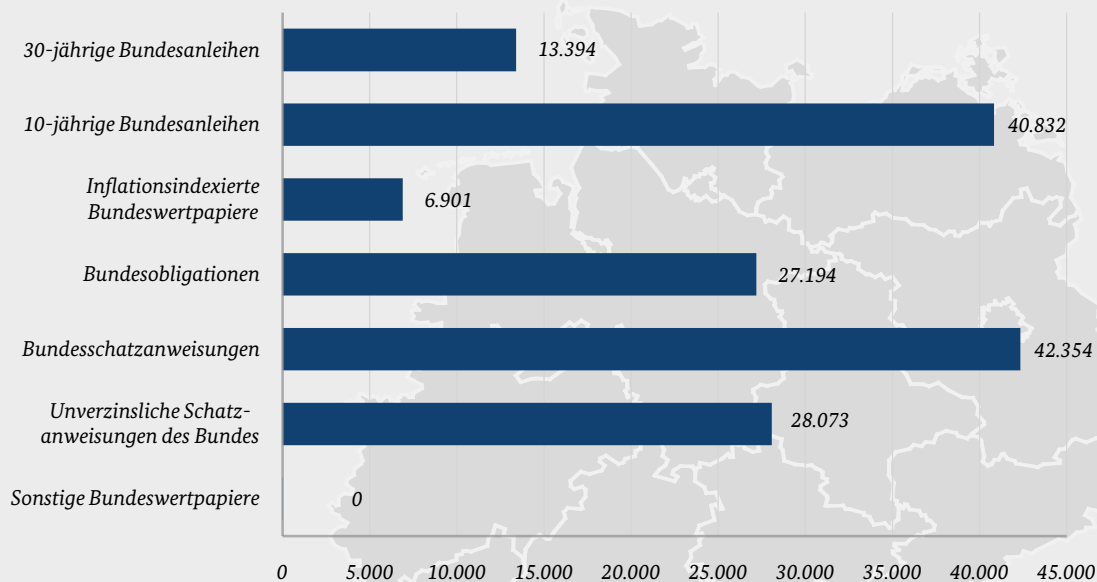 30-jährige Bundesanleihen
13.394
10-jährige Bundesanleihen
40.832
Inflationsindexierte
Bundeswertpapiere
6.901
Bundesobligationen
27.194
Bundesschatzanweisungen
42.354
Unverzinsliche Schatz-
anweisungen des Bundes
28.073
Sonstige Bundeswertpapiere
0
0 5.000 10.000 15.000 20.000 25.000 30.000 35.000 40.000 45.000